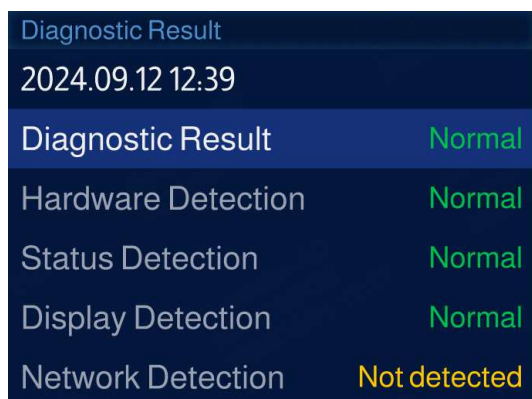 Diagnostic Result
2024.09.12 12:39
Diagnostic Result Normal
Hardware Detection Normal
Status Detection Normal
Display Detection Normal
Network Detection Not detected